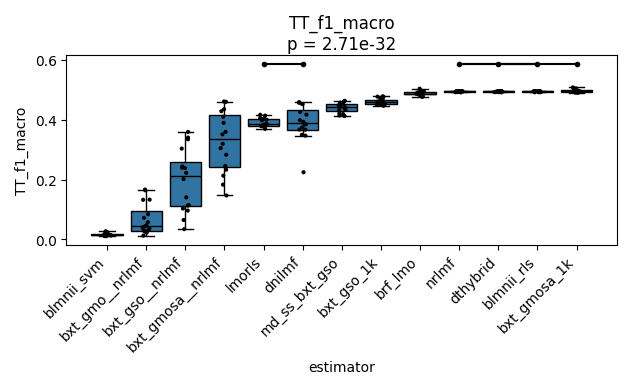 TT_f1_macro
p = 2.71e-32
TT_f1_macro
0.6
0.4
0.2
0.0
blmnii_svm
bxt_gmo__nrlmf
bxt_gso__nrlmf
bxt_gmosa__nrlmf
lmorls
dnilmf
md_ss_bxt_gso
bxt_gso_1k
brf_lmo
nrlmf
dthybrid
blmnii_rls
bxt_gmosa_1k
estimator